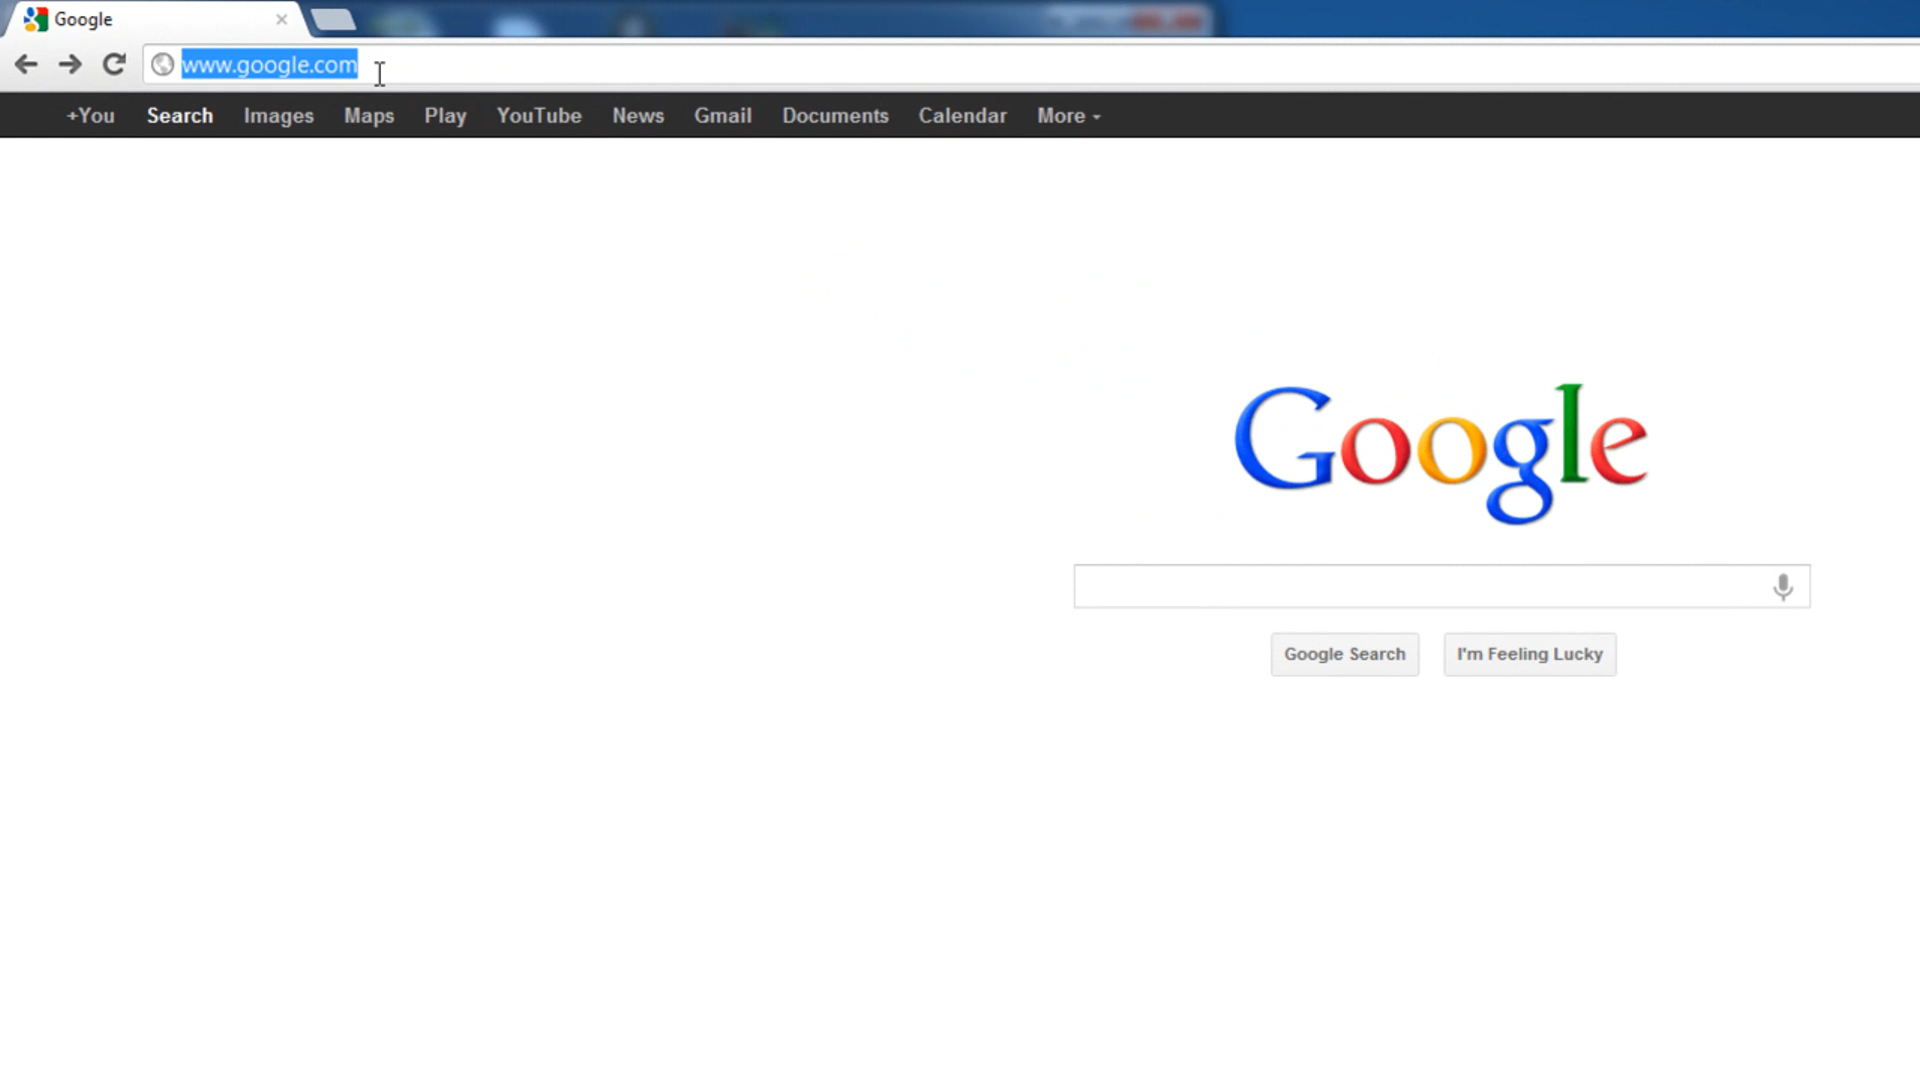 Google
www.google.com
+You Search Images Maps Play YouTube News Gmail Documents Calendar More
Google
Google Search I'm Feeling Lucky